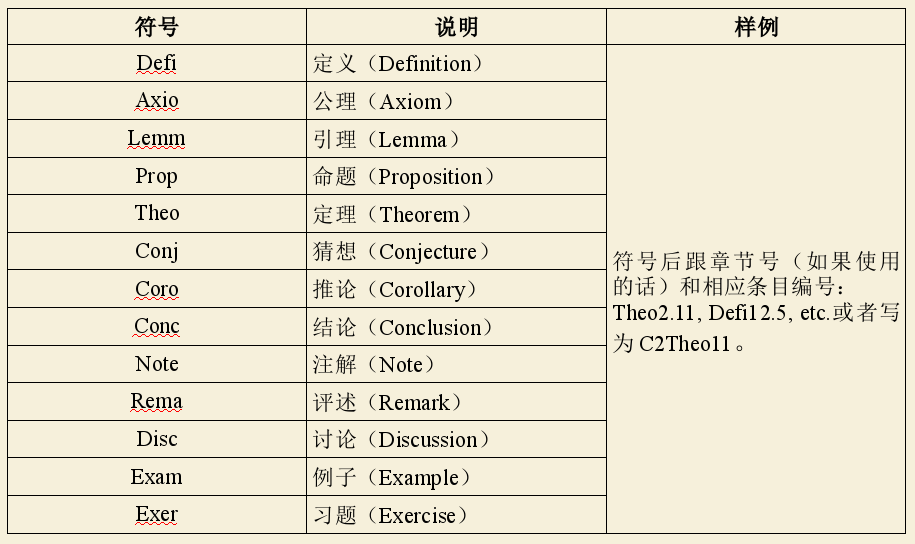 符号 说明 样例
Defi 定义（Definition）
Axio 公理（Axiom）
Lemm 引理（Lemma）
Prop 命题（Proposition）
Theo 定理（Theorem）
Conj 猜想（Conjecture）
Coro 推论（Corollary）
Conc 结论（Conclusion）
Note 注解（Note）
Rema 评述（Remark）
Disc 讨论（Discussion）
Exam 例子（Example）
Exer 习题（Exercise）
符号后跟章节号（如果使用
的话）和相应条目编号：
Theo2.11, Defi12.5, etc.或者写
为 C2Theo11。